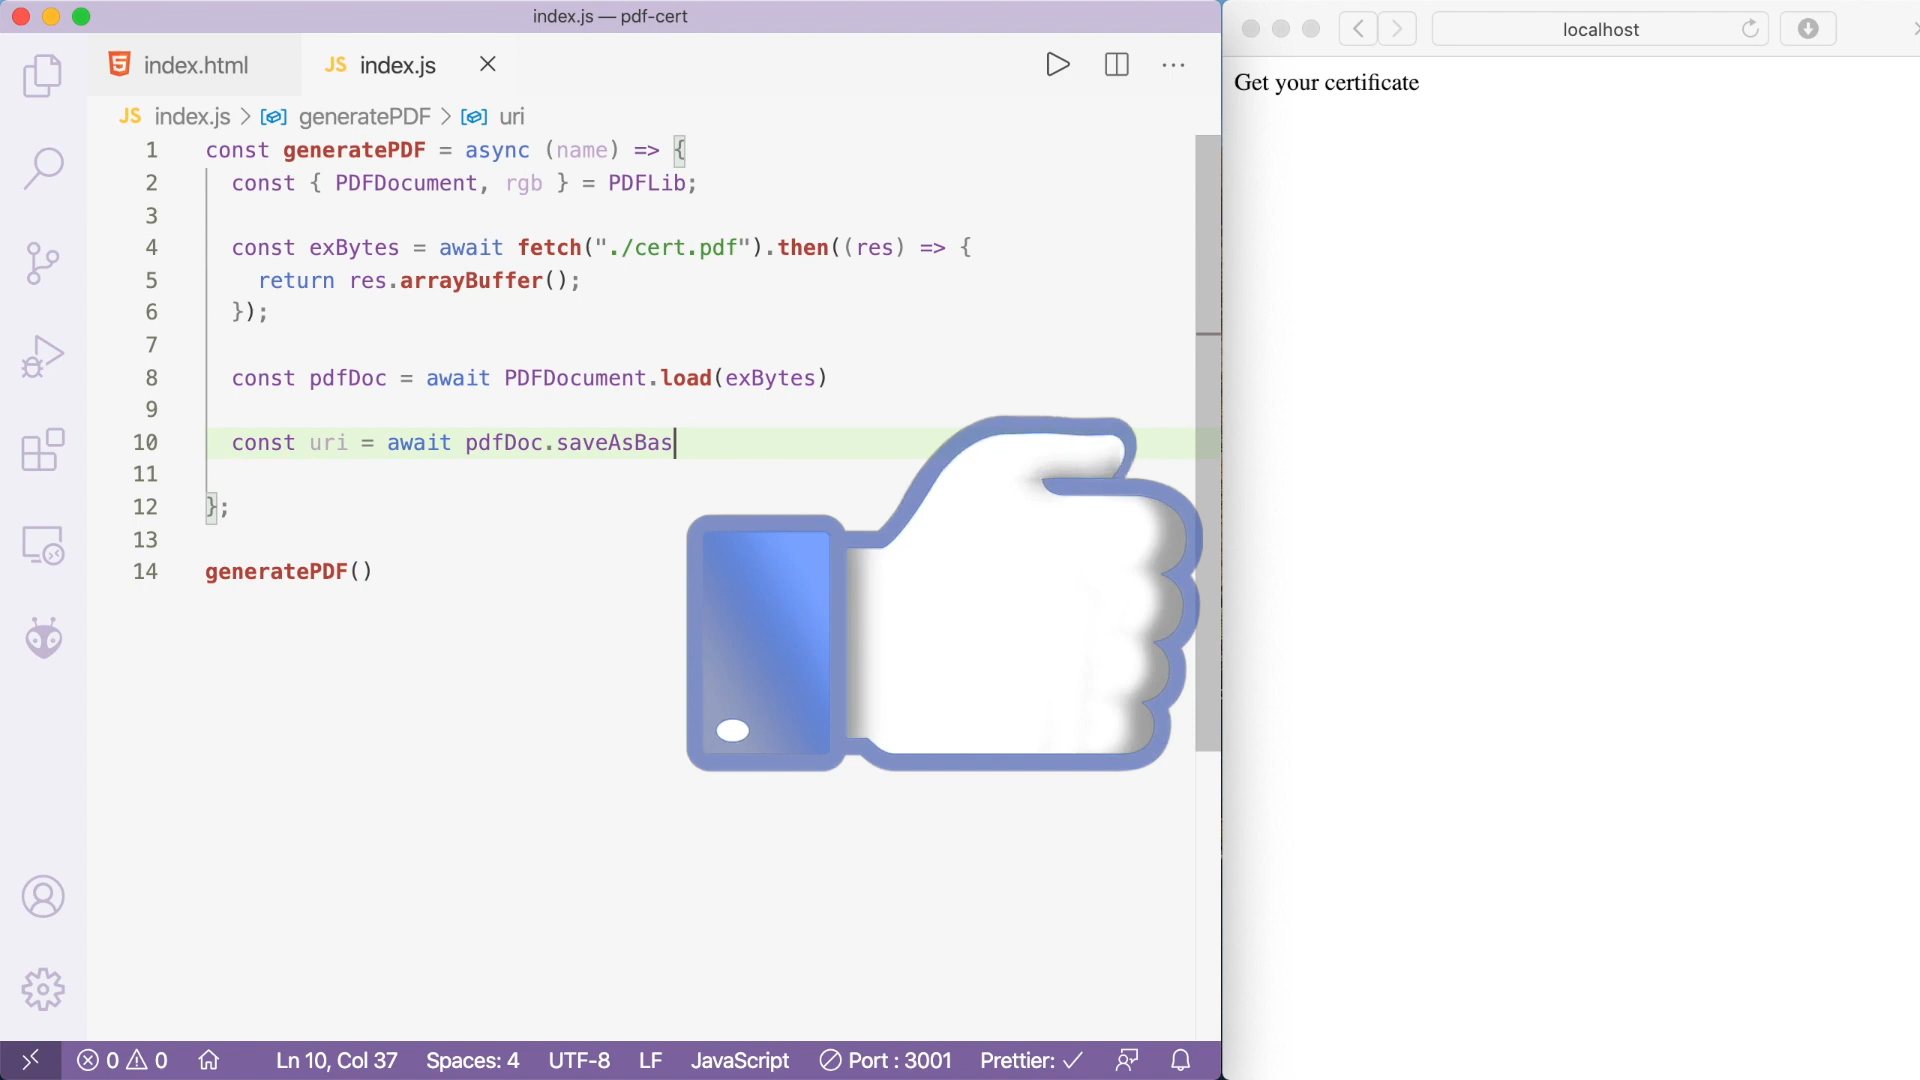 index.js — pdf-cert
index.html
JS index.js
JS index.js > generatePDF > uri
1 const generatePDF = async (name) => {
2 const { PDFDocument, rgb } = PDFLib;
3
4 const exBytes = await fetch("./cert.pdf").then((res) => {
5 return res.arrayBuffer();
6 });
7
8 const pdfDoc = await PDFDocument.load(exBytes)
9
10 const uri = await pdfDoc.saveAsBas
11
12 };
13
14 generatePDF()
0 0 Ln 10, Col 37 Spaces: 4 UTF-8 LF JavaScript Port : 3001 Prettier: ✓
localhost
Get your certificate